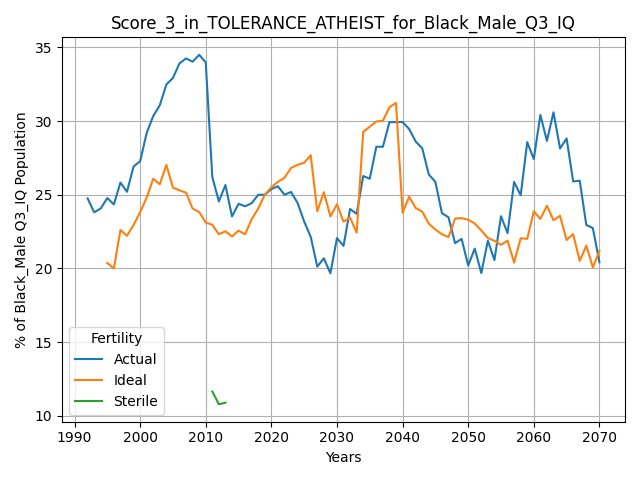 Score_3_in_TOLERANCE_ATHEIST_for_Black_Male_Q3_IQ
35
30
25
20
15
10
% of Black_Male Q3_IQ Population
Fertility
Actual
Ideal
Sterile
1990 2000 2010 2020 2030 2040 2050 2060 2070
Years